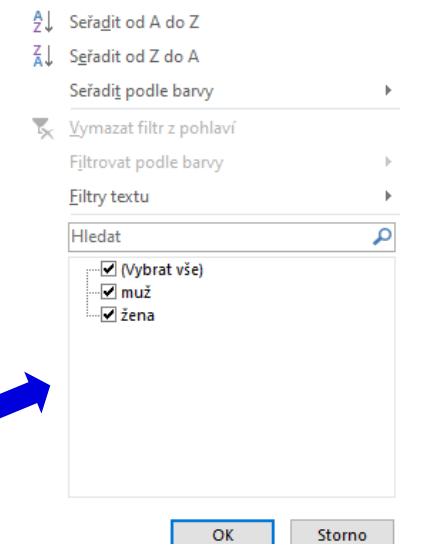 Seřadit od A do Z
Seřadit od Z do A
Seřadit podle barvy
Vymazat filtr z pohlaví
Filtrovat podle barvy
Filtry textu
Hledat
(Vybrat vše)
muž
žena
OK Storno